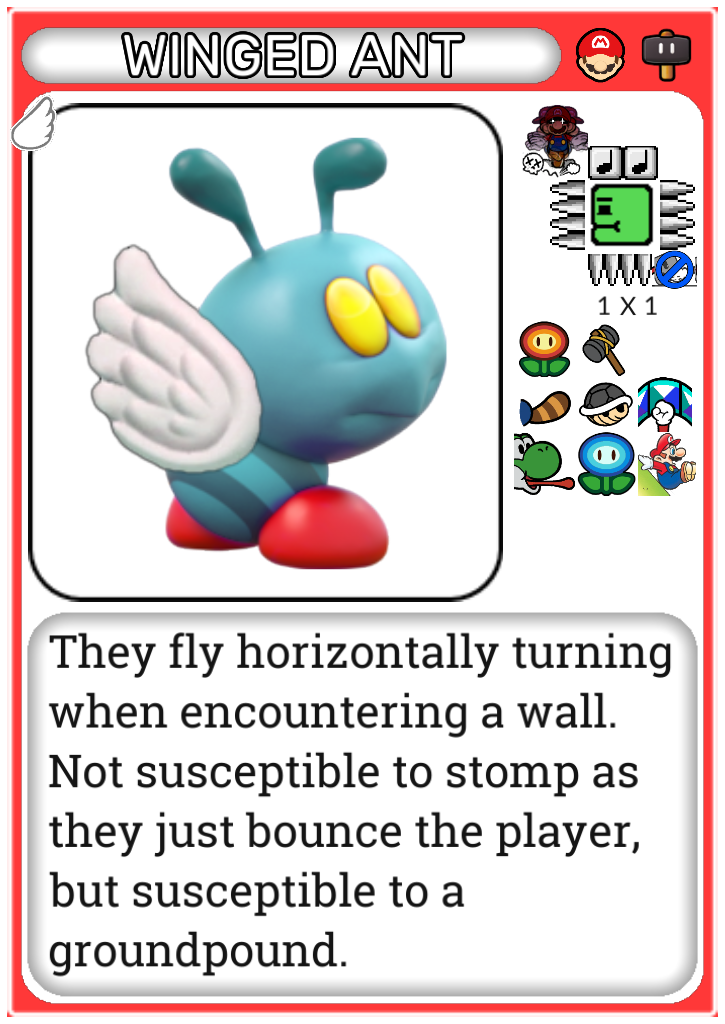 WINGED ANT
1 X 1
They fly horizontally turning
when encountering a wall.
Not susceptible to stomp as
they just bounce the player,
but susceptible to a
groundpound.